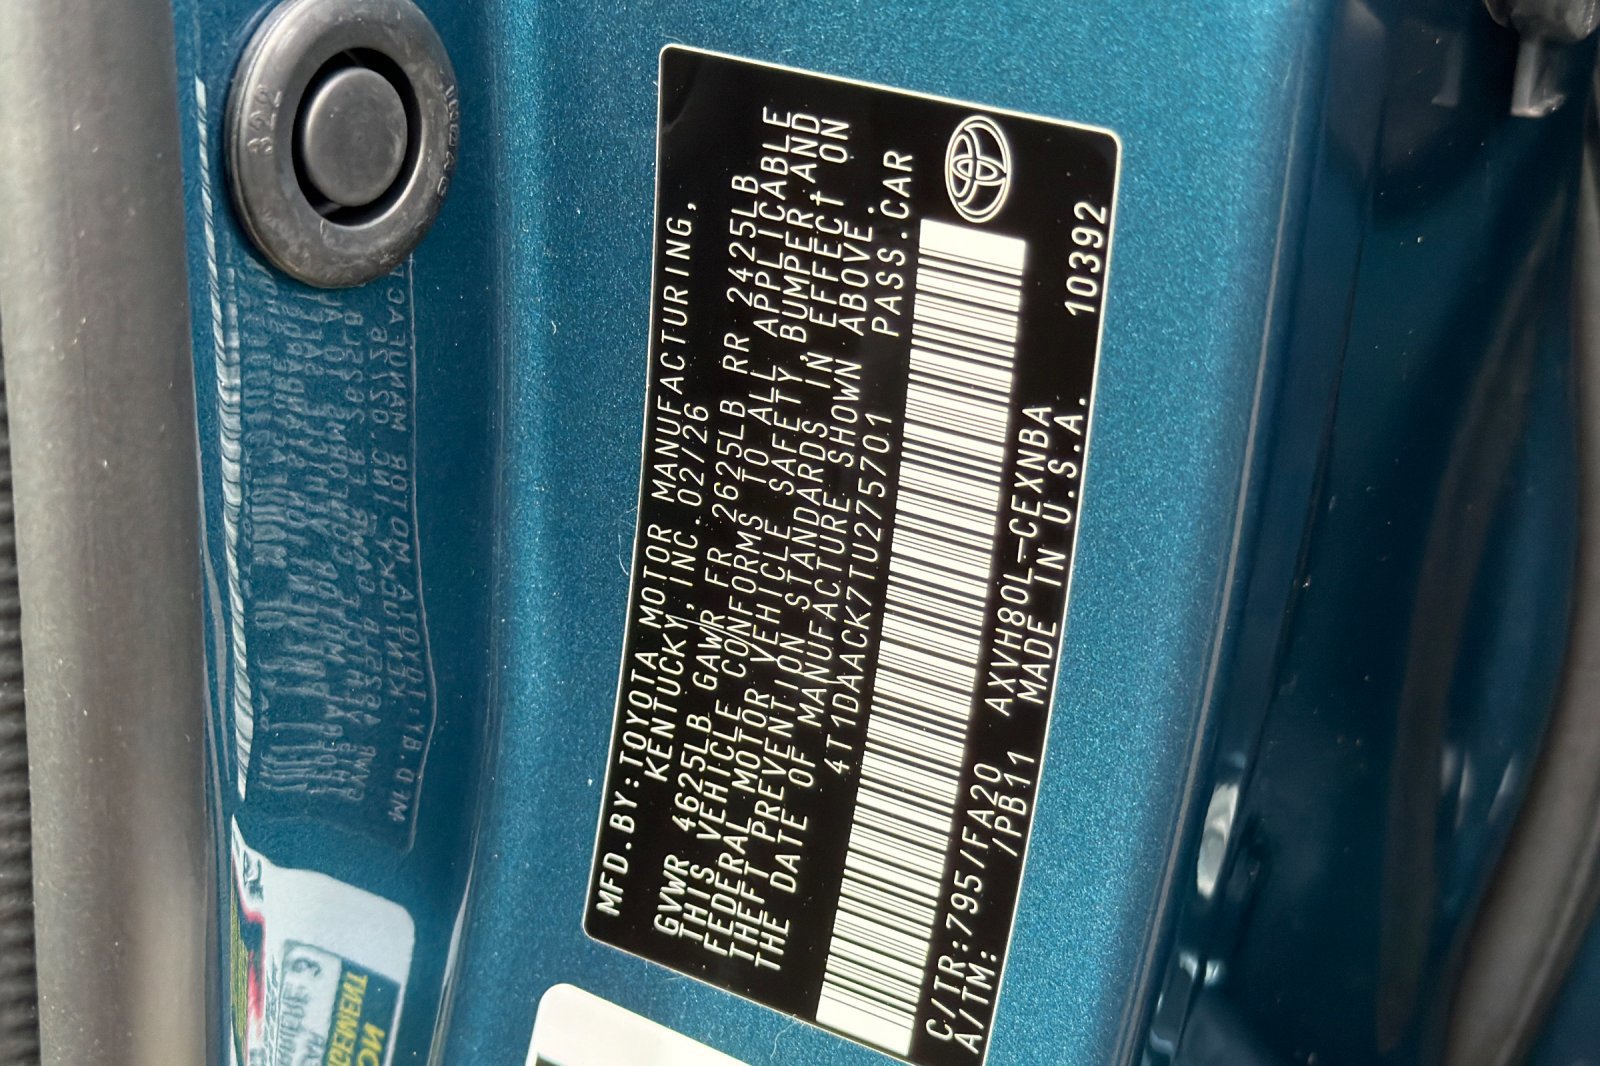 MFD.BY:TOYOTA MOTOR MANUFACTURING,
KENTUCKY,INC.02/26
GVWR 4625LB GAWR FR 2625LB RR 2425LB
THIS VEHICLE CONFORMS TO ALL APPLICABLE
FEDERAL MOTOR VEHICLE SAFETY,BUMPER,AND
THEFT PREVENTION STANDARDS IN EFFECT ON
THE DATE OF MANUFACTURE SHOWN ABOVE.
4T1DAACK7TU275701 PASS.CAR
C/TR:795/FA20 AXVH80L-CEXNBA 10392
A/TM: /PB11 MADE IN U.S.A.
322